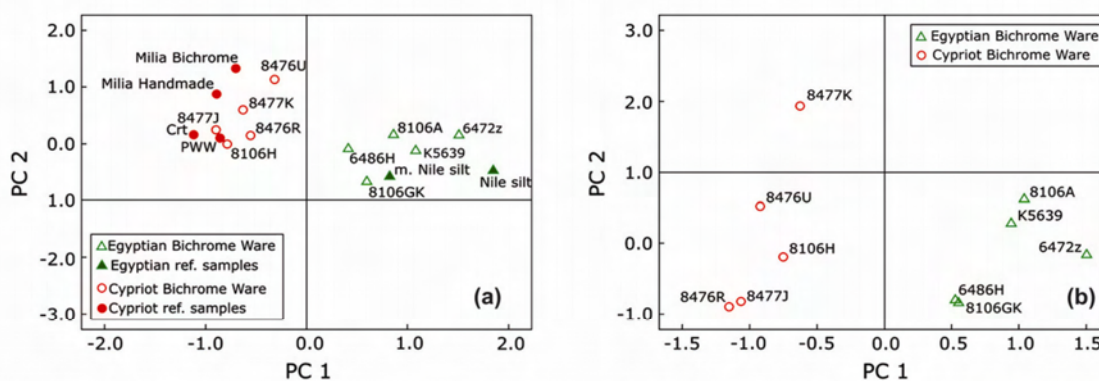 2.0
1.0
0.0
1.0
-2.0
-3.0
PC 2
-2.0
-1.0
0.0
1.0
2.0
PC 1
Milia Bichrome
8476U
Milia Handmade
8477K
8477J
Crt
8476R
PWW
8106H
8106A
6472z
6486H
K5639
m. Nile silt
Nile silt
8106GK
Egyptian Bichrome Ware
Egyptian ref. samples
Cypriot Bichrome Ware
Cypriot ref. samples
(a)
3.0
2.0
1.0
0.0
-1.0
PC 2
-1.5
-1.0
-0.5
0.0
0.5
1.0
1.5
PC 1
Egyptian Bichrome Ware
Cypriot Bichrome Ware
8477K
8476U
8106A
K5639
8106H
6472z
8476R
8477J
6486H
8106GK
(b)